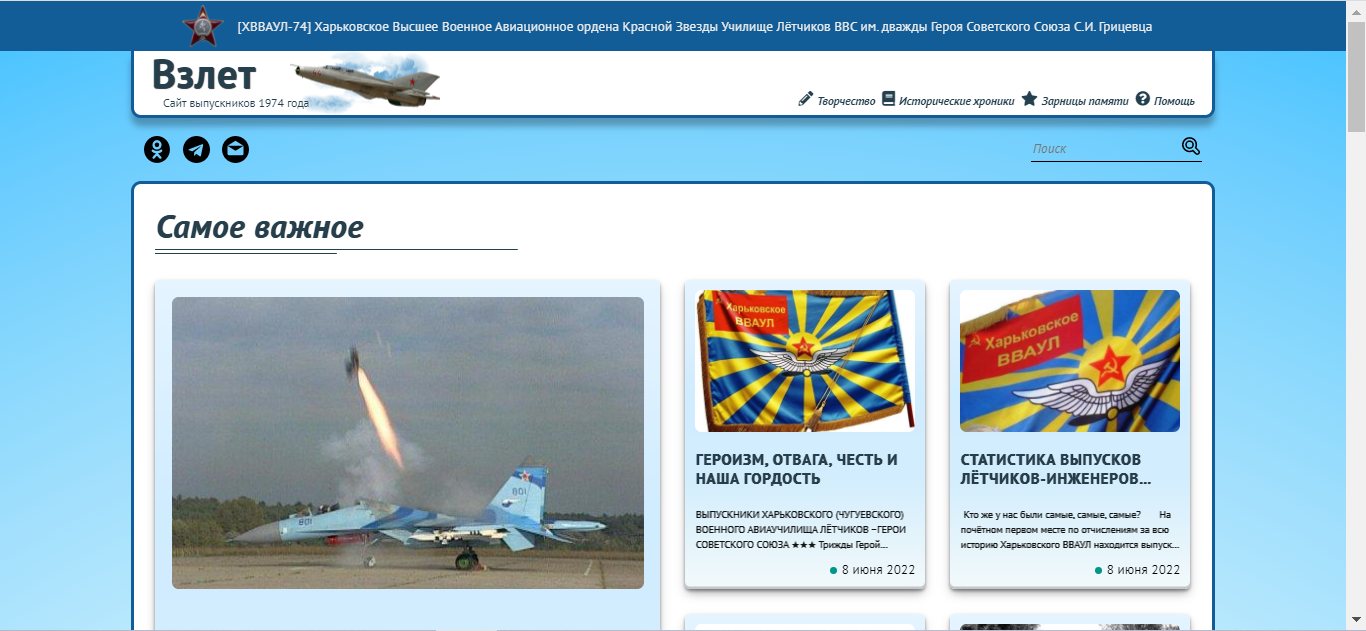 [ХВВАУЛ-74] Харьковское Высшее Военное Авиационное ордена Красной Звезды Училище Лётчиков ВВС им. дважды Героя Советского Союза С.И. Грицевца
Взлет
Сайт выпускников 1974 года
Творчество Исторические хроники Зарницы памяти Помощь
Поиск
Самое важное
801
801
Харьковское
ВВАУЛ
Харьковское
ВВАУЛ
ГЕРОИЗМ, ОТВАГА, ЧЕСТЬ И
НАША ГОРДОСТЬ
ВЫПУСКНИКИ ХАРЬКОВСКОГО (ЧУГУЕВСКОГО)
ВОЕННОГО АВИАУЧИЛИЩА ЛЁТЧИКОВ –ГЕРОИ
СОВЕТСКОГО СОЮЗА ★★★ Трижды Герой...
8 июня 2022
СТАТИСТИКА ВЫПУСКОВ
ЛЁТЧИКОВ-ИНЖЕНЕРОВ...
Кто же у нас были самые, самые, самые? На
почётном первом месте по отчислениям за всю
историю Харьковского ВВАУЛ находится выпуск...
8 июня 2022